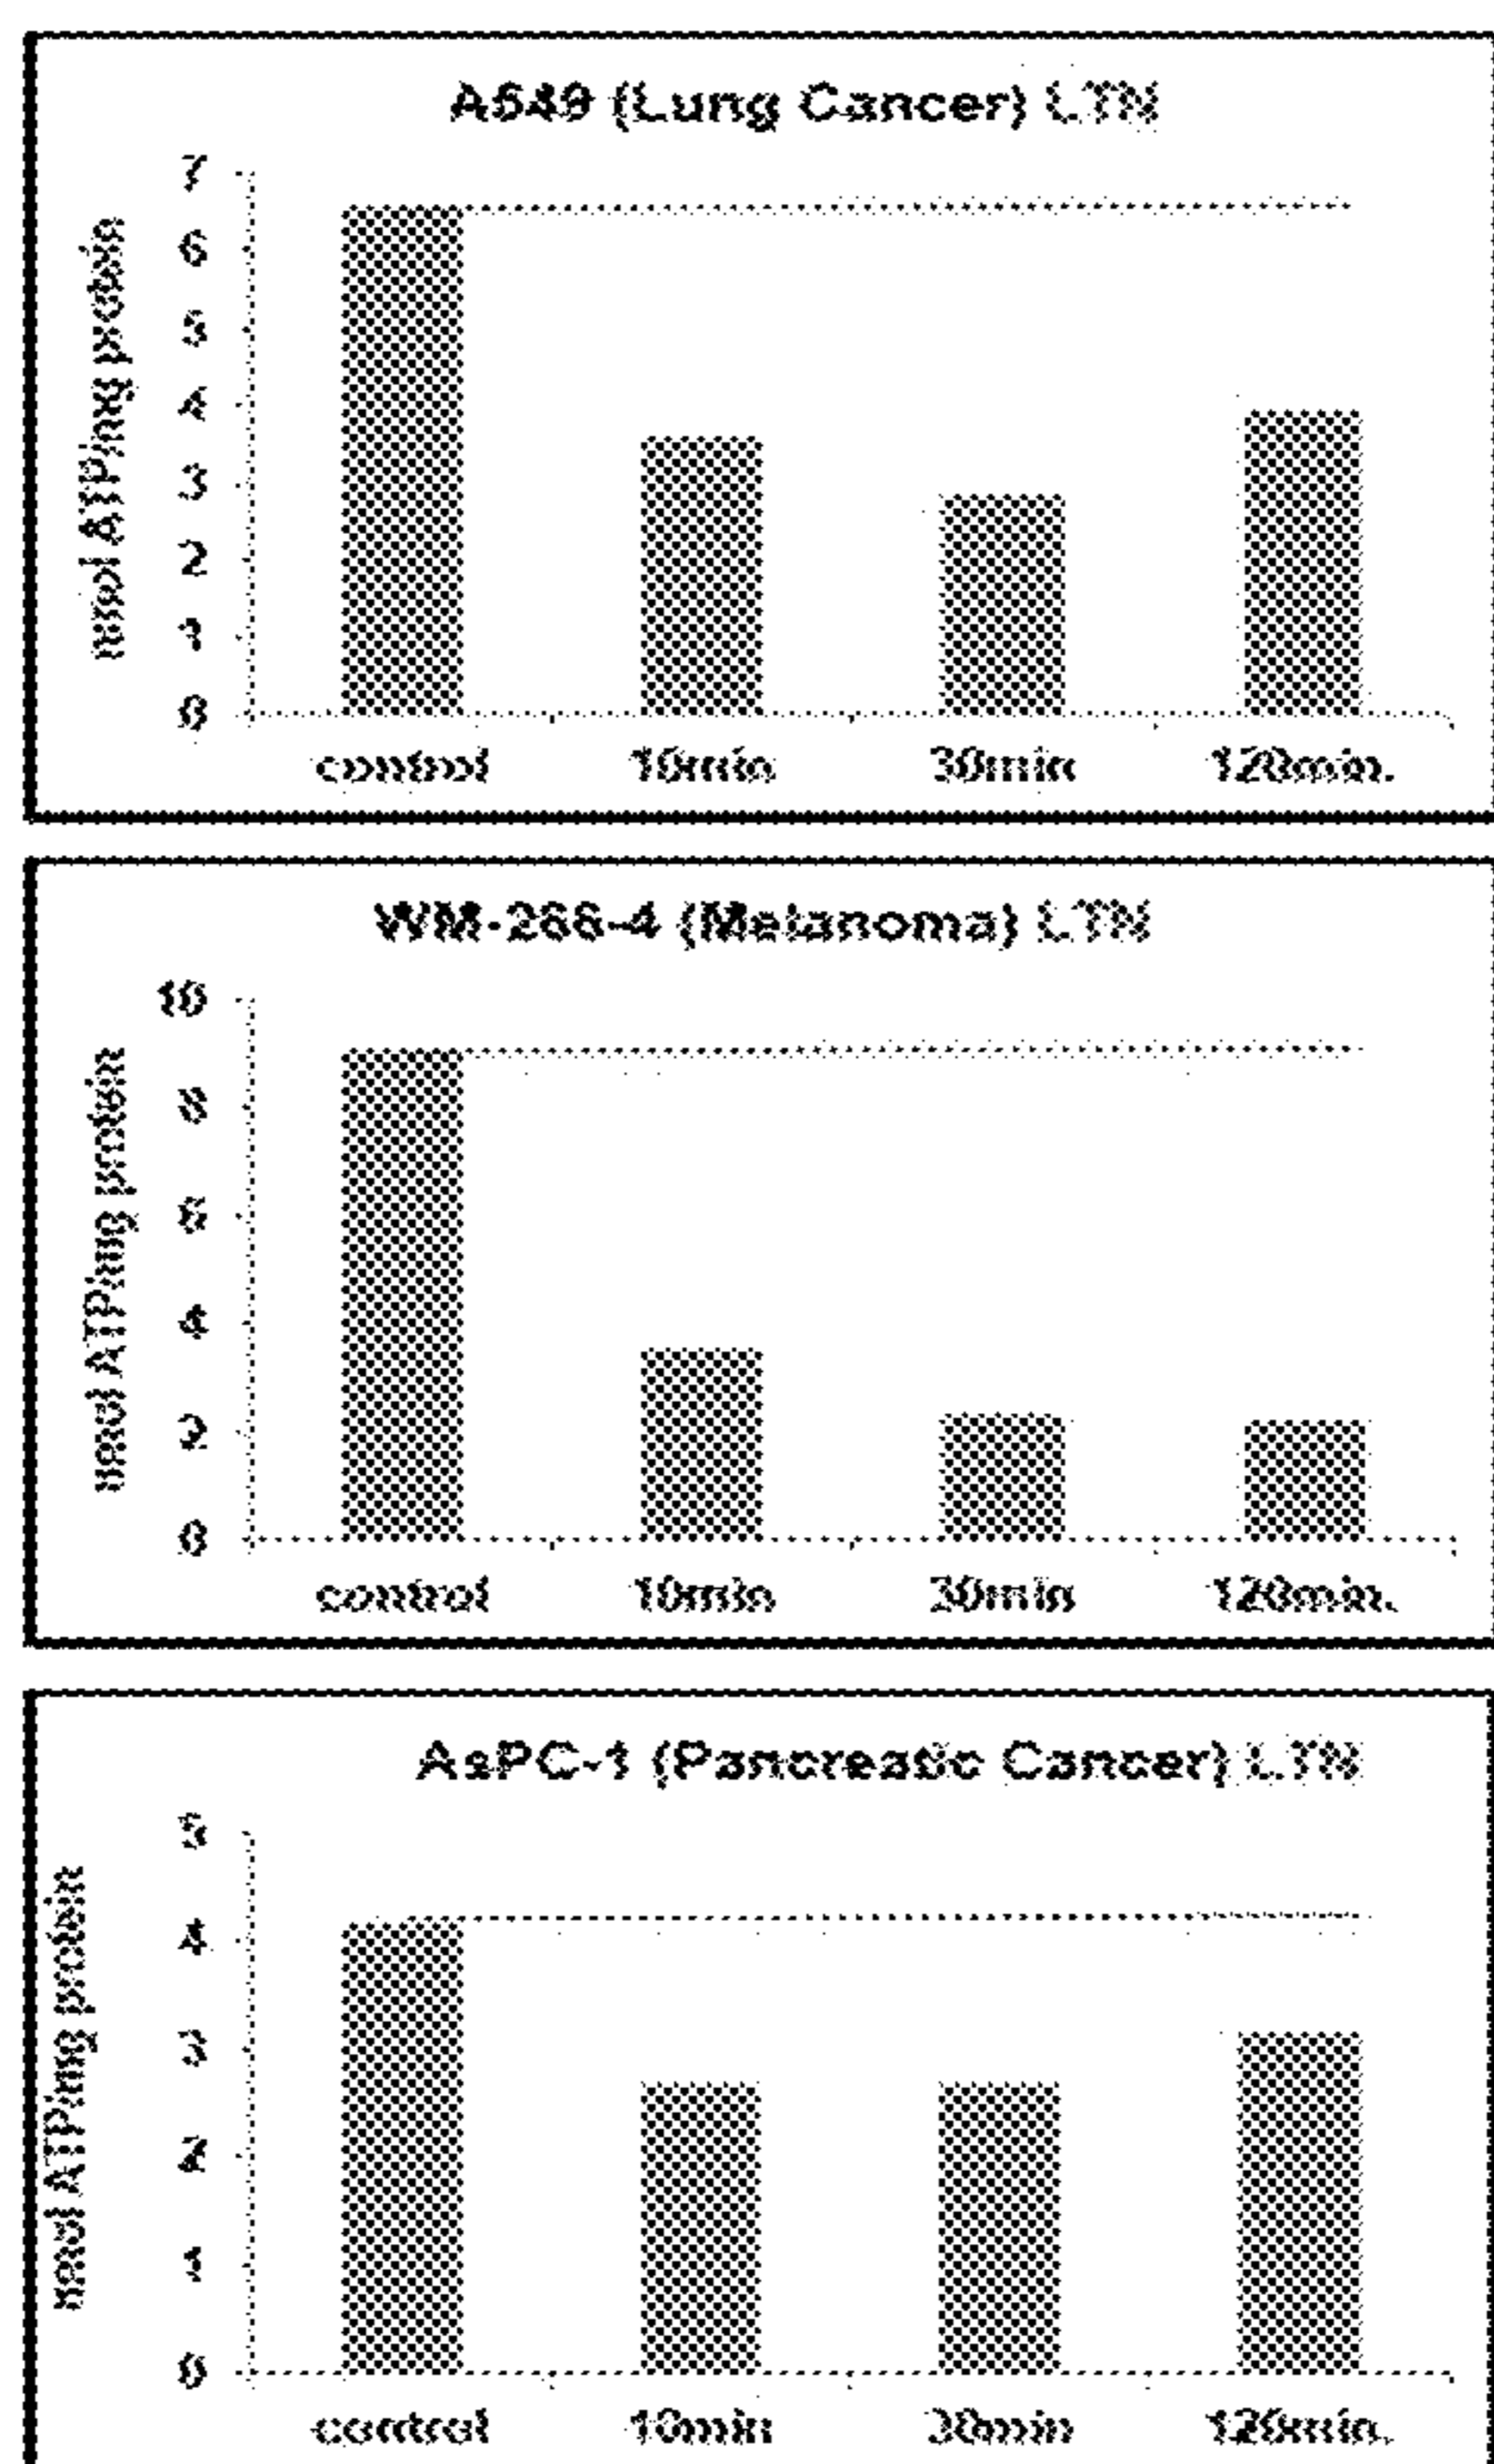 A549 (Lung Cancer) LTN
nmol ATP/mg protein
7
6
5
4
3
2
1
0
control 10min 30min 120min.
WM-266-4 (Melanoma) LTN
nmol ATP/mg protein
10
8
6
4
2
0
control 10min 30min 120min.
AsPC-1 (Pancreatic Cancer) LTN
nmol ATP/mg protein
5
4
3
2
1
0
control 10min 30min 120min.